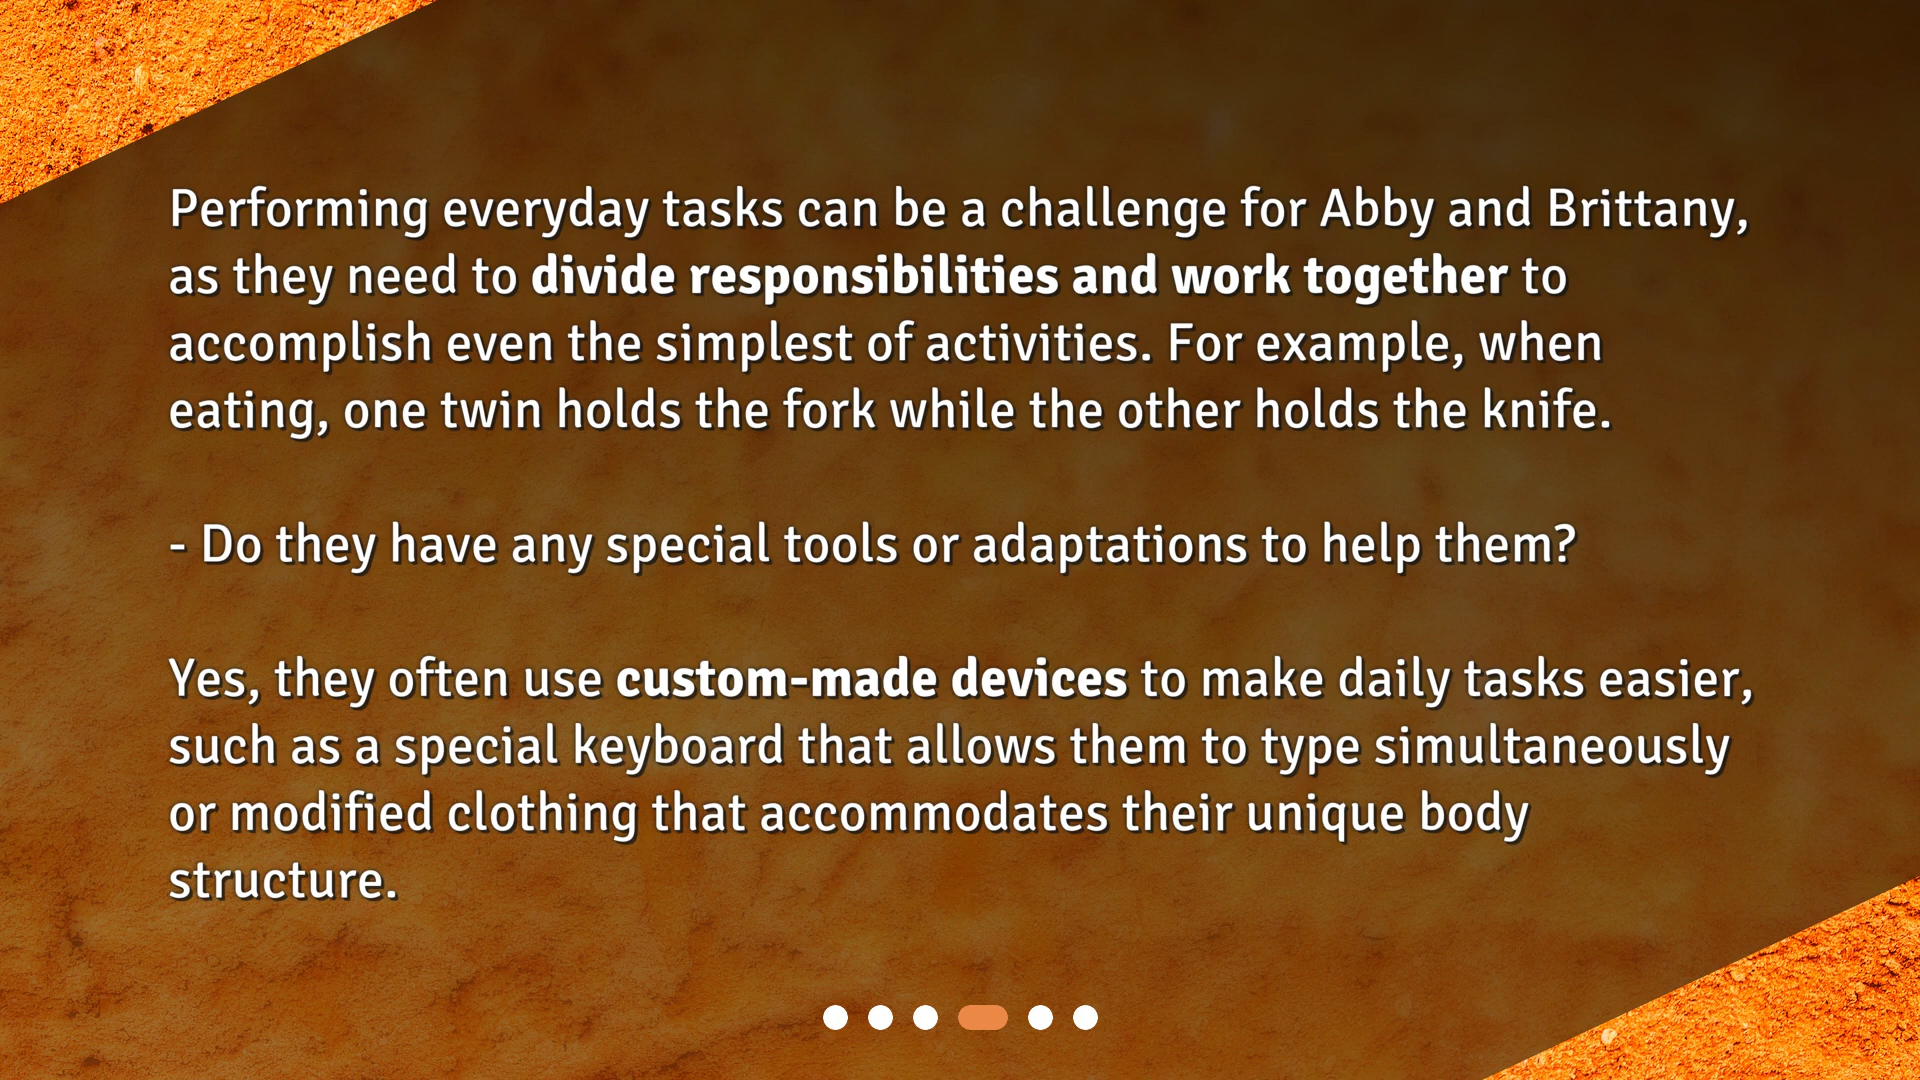 Performing everyday tasks can be a challenge for Abby and Brittany,
as they need to divide responsibilities and work together to
accomplish even the simplest of activities. For example, when
eating, one twin holds the fork while the other holds the knife.
- Do they have any special tools or adaptations to help them?
Yes, they often use custom-made devices to make daily tasks easier,
such as a special keyboard that allows them to type simultaneously
or modified clothing that accommodates their unique body
structure.